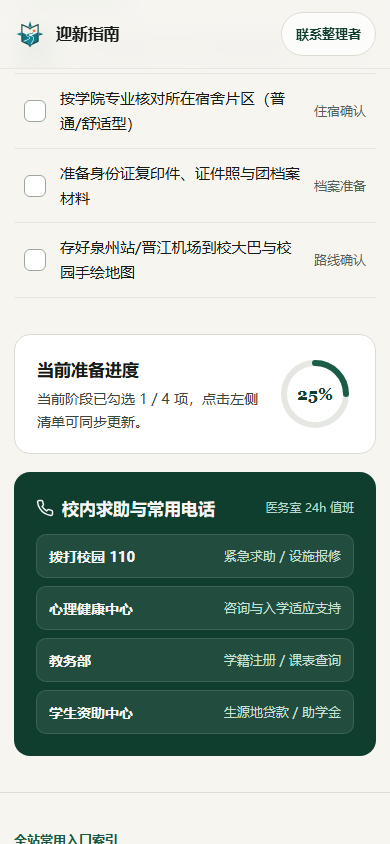 迎新指南
联系整理者
按学院专业核对所在宿舍片区（普
通/舒适型）
住宿确认
准备身份证复印件、证件照与团档案
材料
档案准备
存好泉州站/晋江机场到校大巴与校
园手绘地图
路线确认
当前准备进度
当前阶段已勾选 1 / 4 项，点击左侧
清单可同步更新。
25%
校内求助与常用电话
医务室 24h 值班
拨打校园 110
紧急求助 / 设施报修
心理健康中心
咨询与入学适应支持
教务部
学籍注册 / 课表查询
学生资助中心
生源地贷款 / 助学金
全站常用入口索引